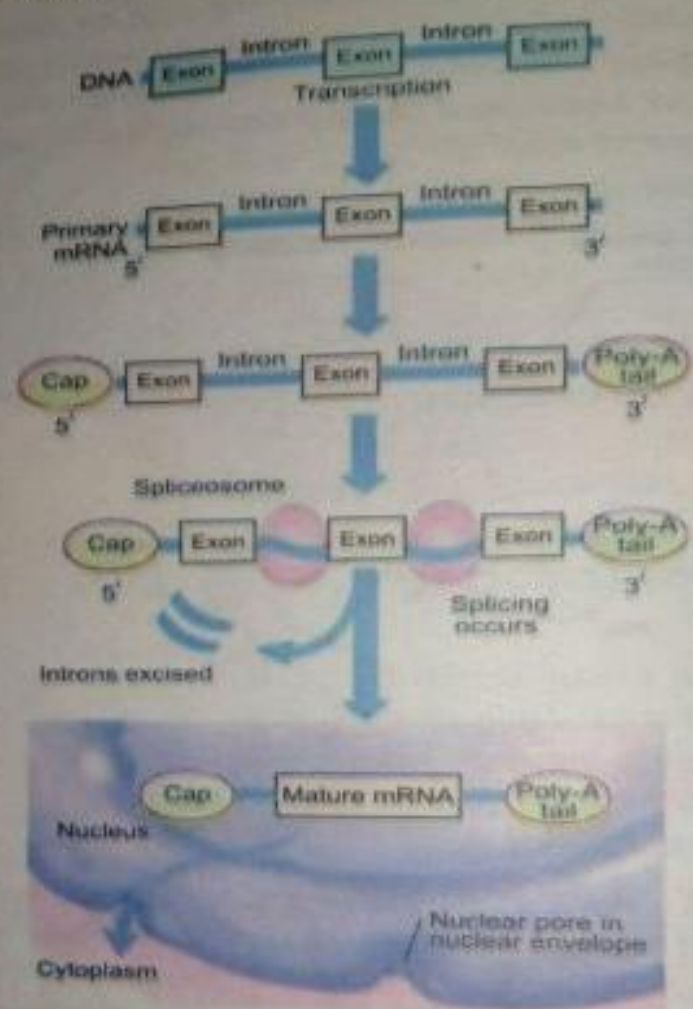 Intron Intron
DNA Exon Exon Exon
Transcription
Intron Intron
Primary mRNA Exon Exon Exon
5′ 3′
Intron Intron
Cap Exon Exon Exon Poly-A tail
5′ 3′
Spliceosome
Cap Exon Exon Exon Poly-A tail
5′ 3′
Splicing
occurs
Introns excised
Cap Mature mRNA Poly-A tail
Nucleus
Nuclear pore in
nuclear envelope
Cytoplasm